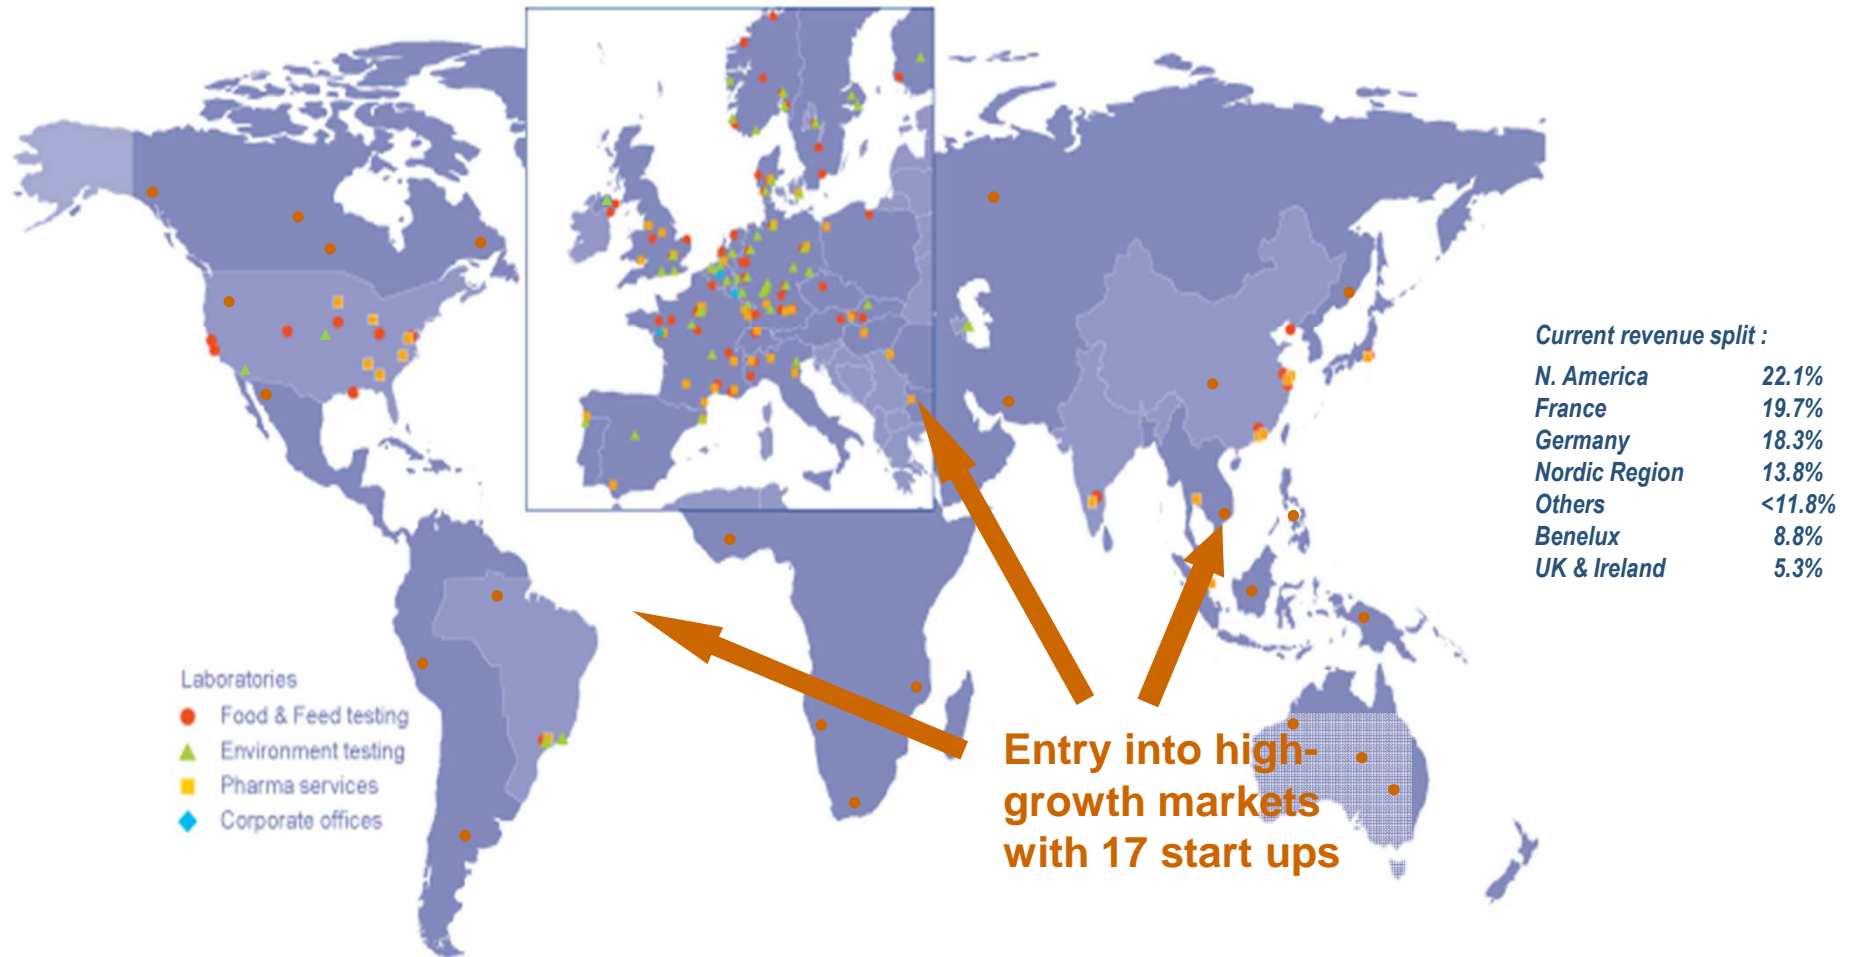 Current revenue split :
N. America 22.1%
France 19.7%
Germany 18.3%
Nordic Region 13.8%
Others <11.8%
Benelux 8.8%
UK & Ireland 5.3%
Laboratories
Food & Feed testing
Environment testing
Pharma services
Corporate offices
Entry into high-
growth markets
with 17 start ups